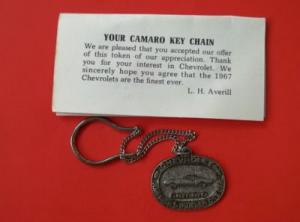 YOUR CAMARO KEY CHAIN
We are pleased that you accepted our offer
of this token of our appreciation. Thank
you for your interest in Chevrolet. We
sincerely hope you agree that the 1967
Chevrolets are the finest ever.
L. H. Averill